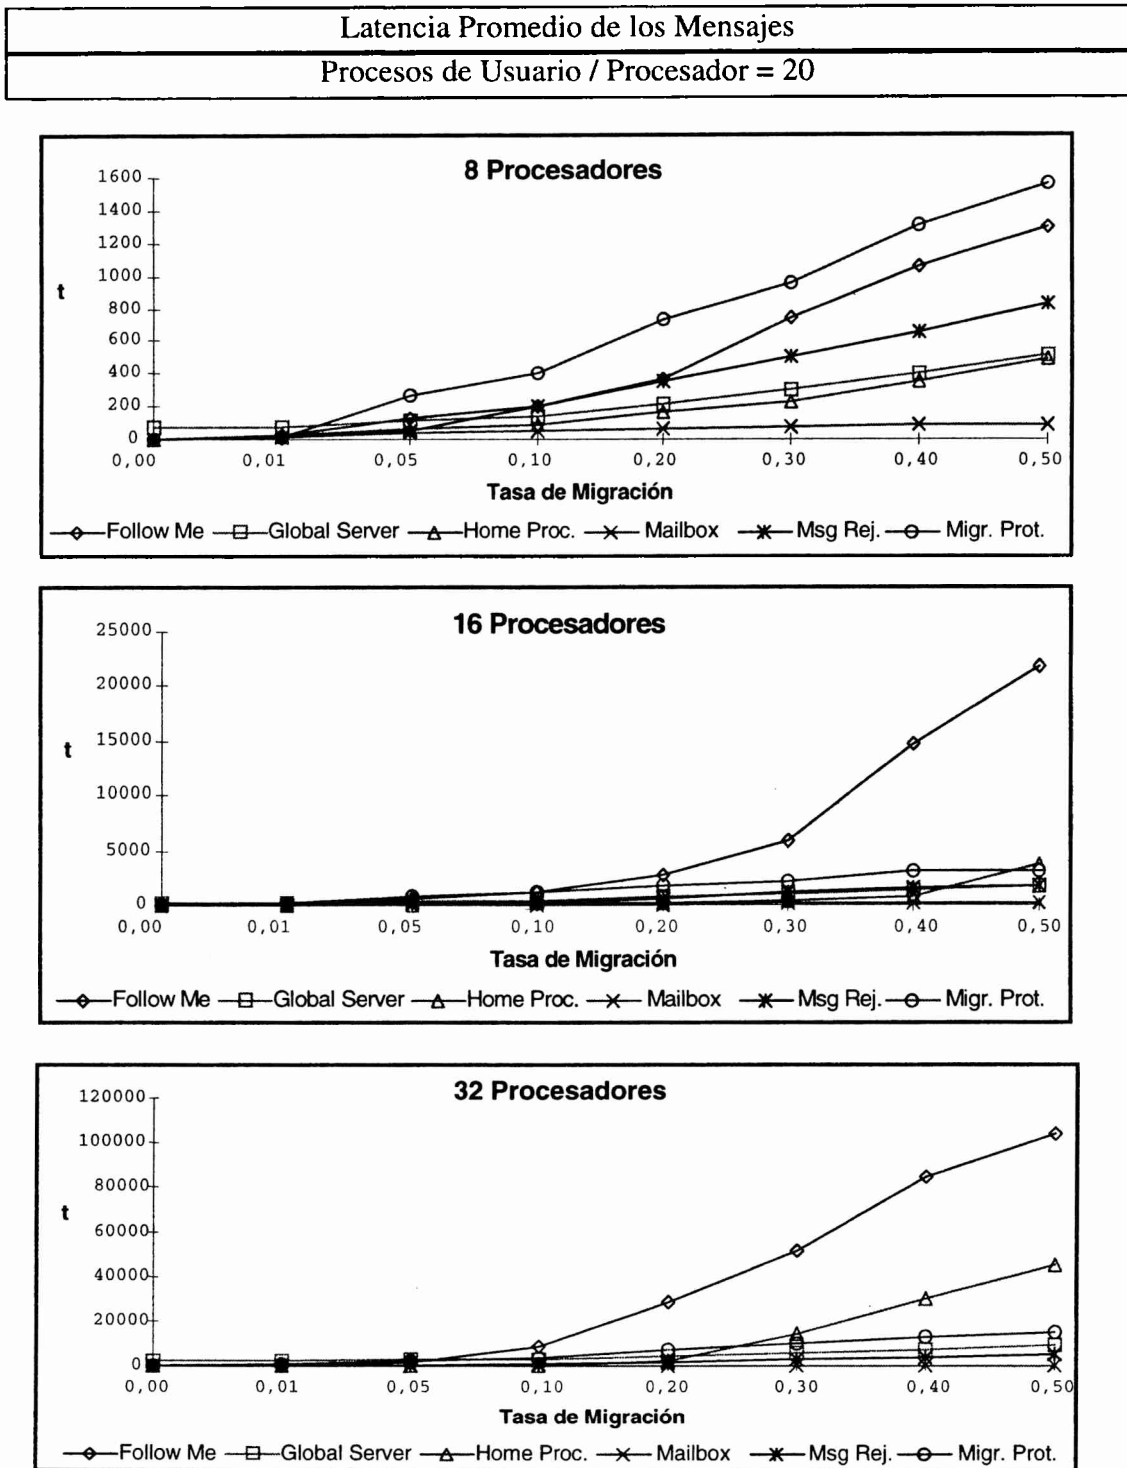 Latencia Promedio de los Mensajes
Procesos de Usuario / Procesador = 20
8 Procesadores
1600
1400
1200
1000
800
600
400
200
0
t
0,00 0,01 0,05 0,10 0,20 0,30 0,40 0,50
Tasa de Migración
Follow Me Global Server Home Proc. Mailbox Msg Rej. Migr. Prot.
16 Procesadores
25000
20000
15000
10000
5000
0
t
0,00 0,01 0,05 0,10 0,20 0,30 0,40 0,50
Tasa de Migración
Follow Me Global Server Home Proc. Mailbox Msg Rej. Migr. Prot.
32 Procesadores
120000
100000
80000
60000
40000
20000
0
t
0,00 0,01 0,05 0,10 0,20 0,30 0,40 0,50
Tasa de Migración
Follow Me Global Server Home Proc. Mailbox Msg Rej. Migr. Prot.